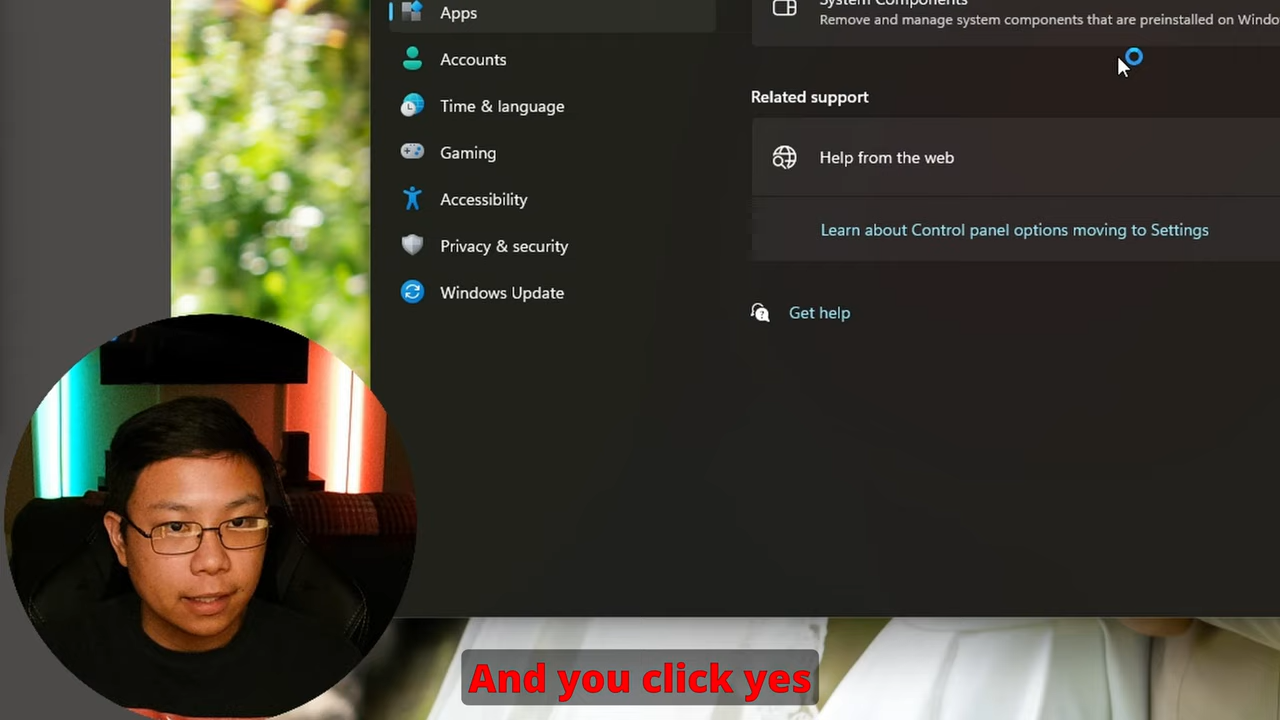 Apps
Accounts
Time & language
Gaming
Accessibility
Privacy & security
Windows Update
System Components
Remove and manage system components that are preinstalled on Windo
Related support
Help from the web
Learn about Control panel options moving to Settings
Get help
And you click yes